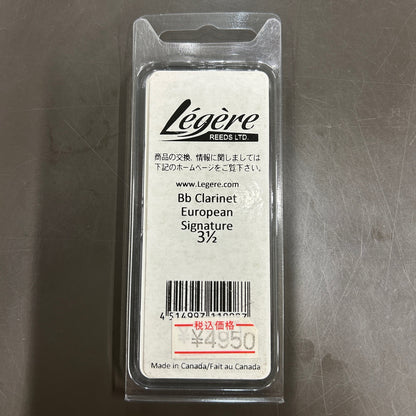 Légère
REEDS LTD.
商品の交換、情報に関しましては
下記のホームページをご覧下さい。
www.Legere.com
Bb Clarinet
European
Signature
3½
税込価格
¥4950
Made in Canada/Fait au Canada